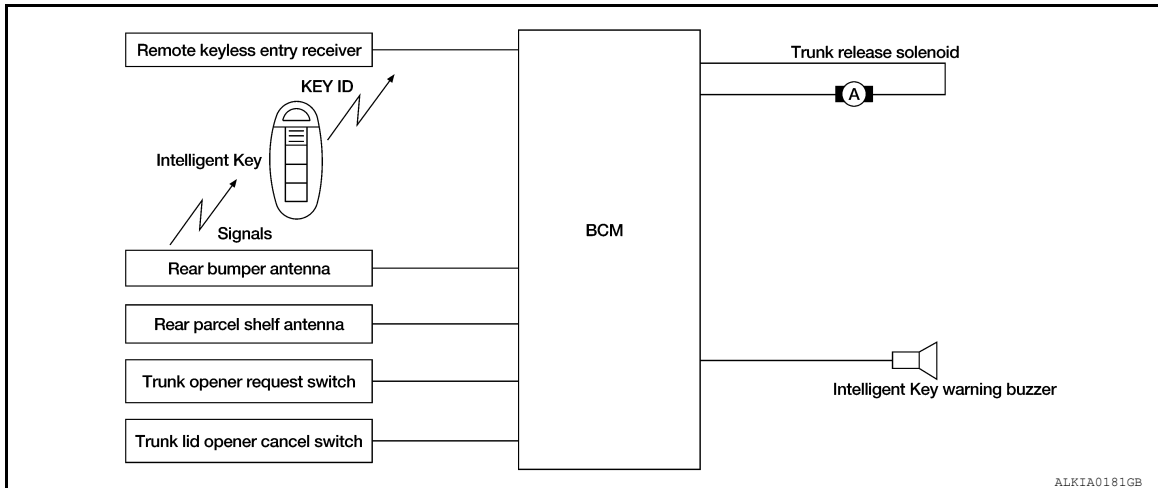 Remote keyless entry receiver
KEY ID
Intelligent Key
Signals
Rear bumper antenna
Rear parcel shelf antenna
Trunk opener request switch
Trunk lid opener cancel switch
BCM
Trunk release solenoid
A
Intelligent Key warning buzzer
ALKIA0181GB